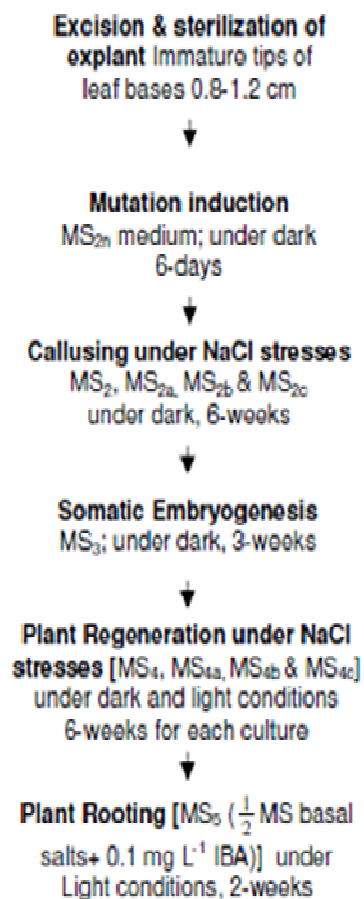 Excision & sterilization of
explant Immature tips of
leaf bases 0.8-1.2 cm
Mutation induction
MS₂ₙ medium; under dark
6-days
Callusing under NaCl stresses
MS₂, MS₂ₐ, MS₂b & MS₂c
under dark, 6-weeks
Somatic Embryogenesis
MS₃; under dark, 3-weeks
Plant Regeneration under NaCl
stresses [MS₄, MS₄ₐ, MS₄b & MS₄c]
under dark and light conditions
6-weeks for each culture
Plant Rooting [MS₅ (½ MS basal
salts+ 0.1 mg L⁻¹ IBA)] under
Light conditions, 2-weeks